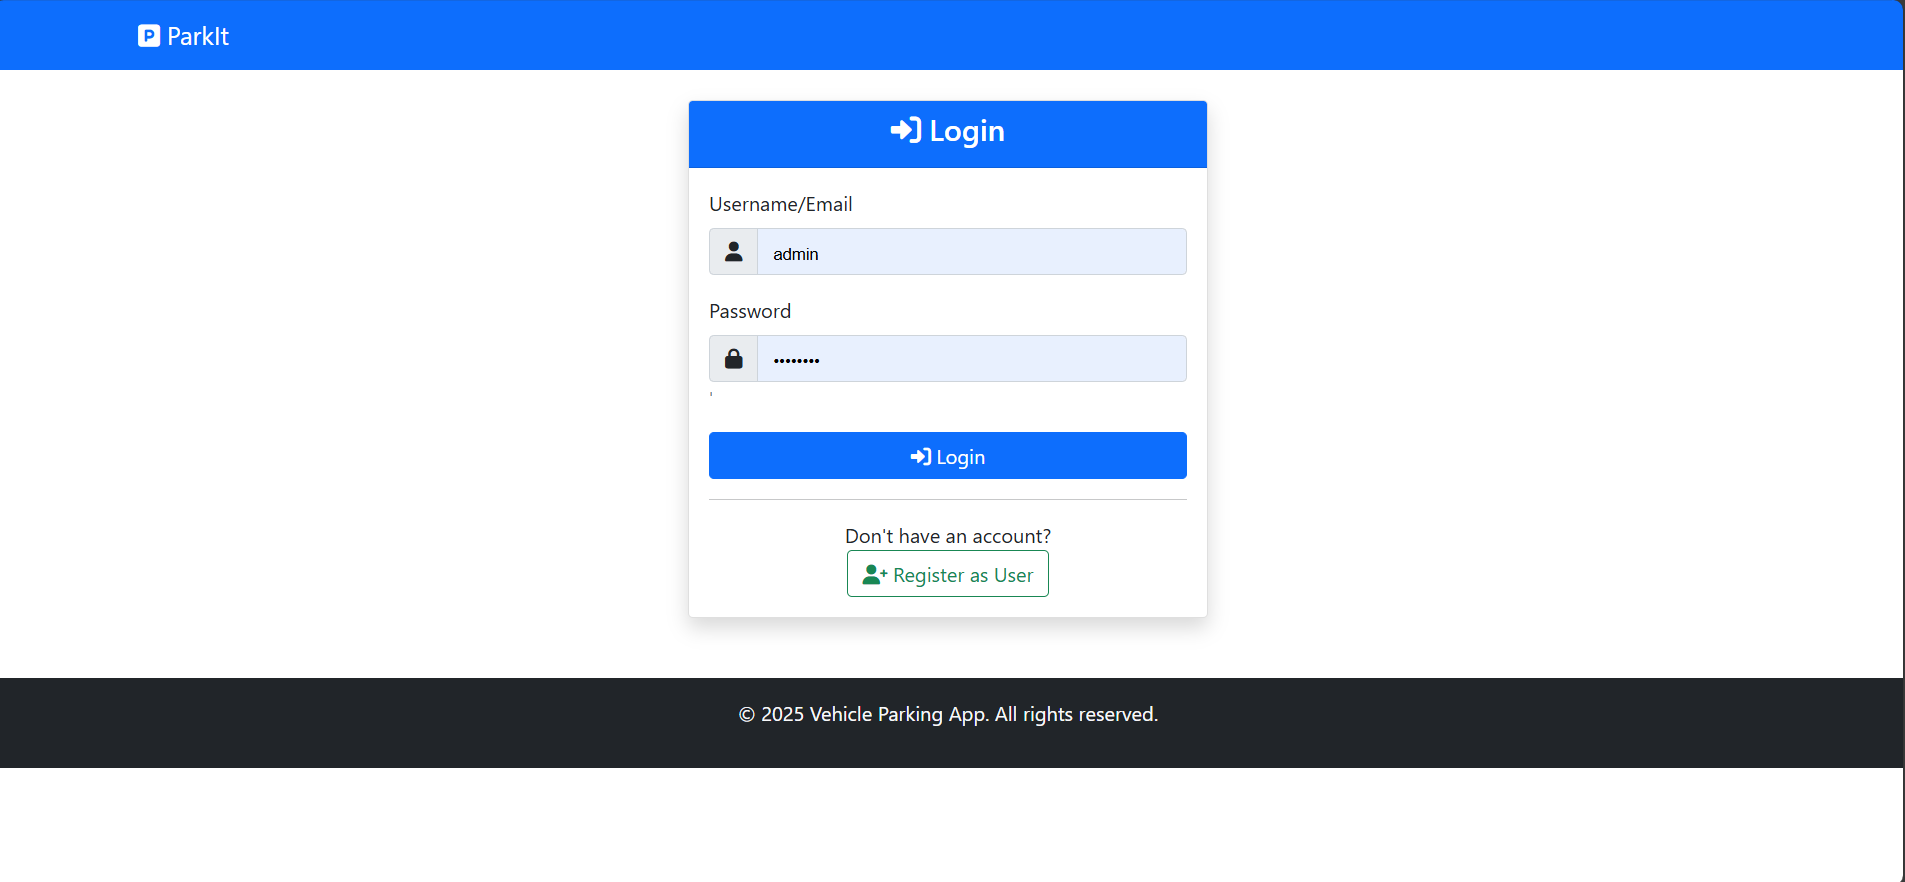 P ParkIt
Login
Username/Email
admin
Password
••••••••
'
Login
Don't have an account?
Register as User
© 2025 Vehicle Parking App. All rights reserved.